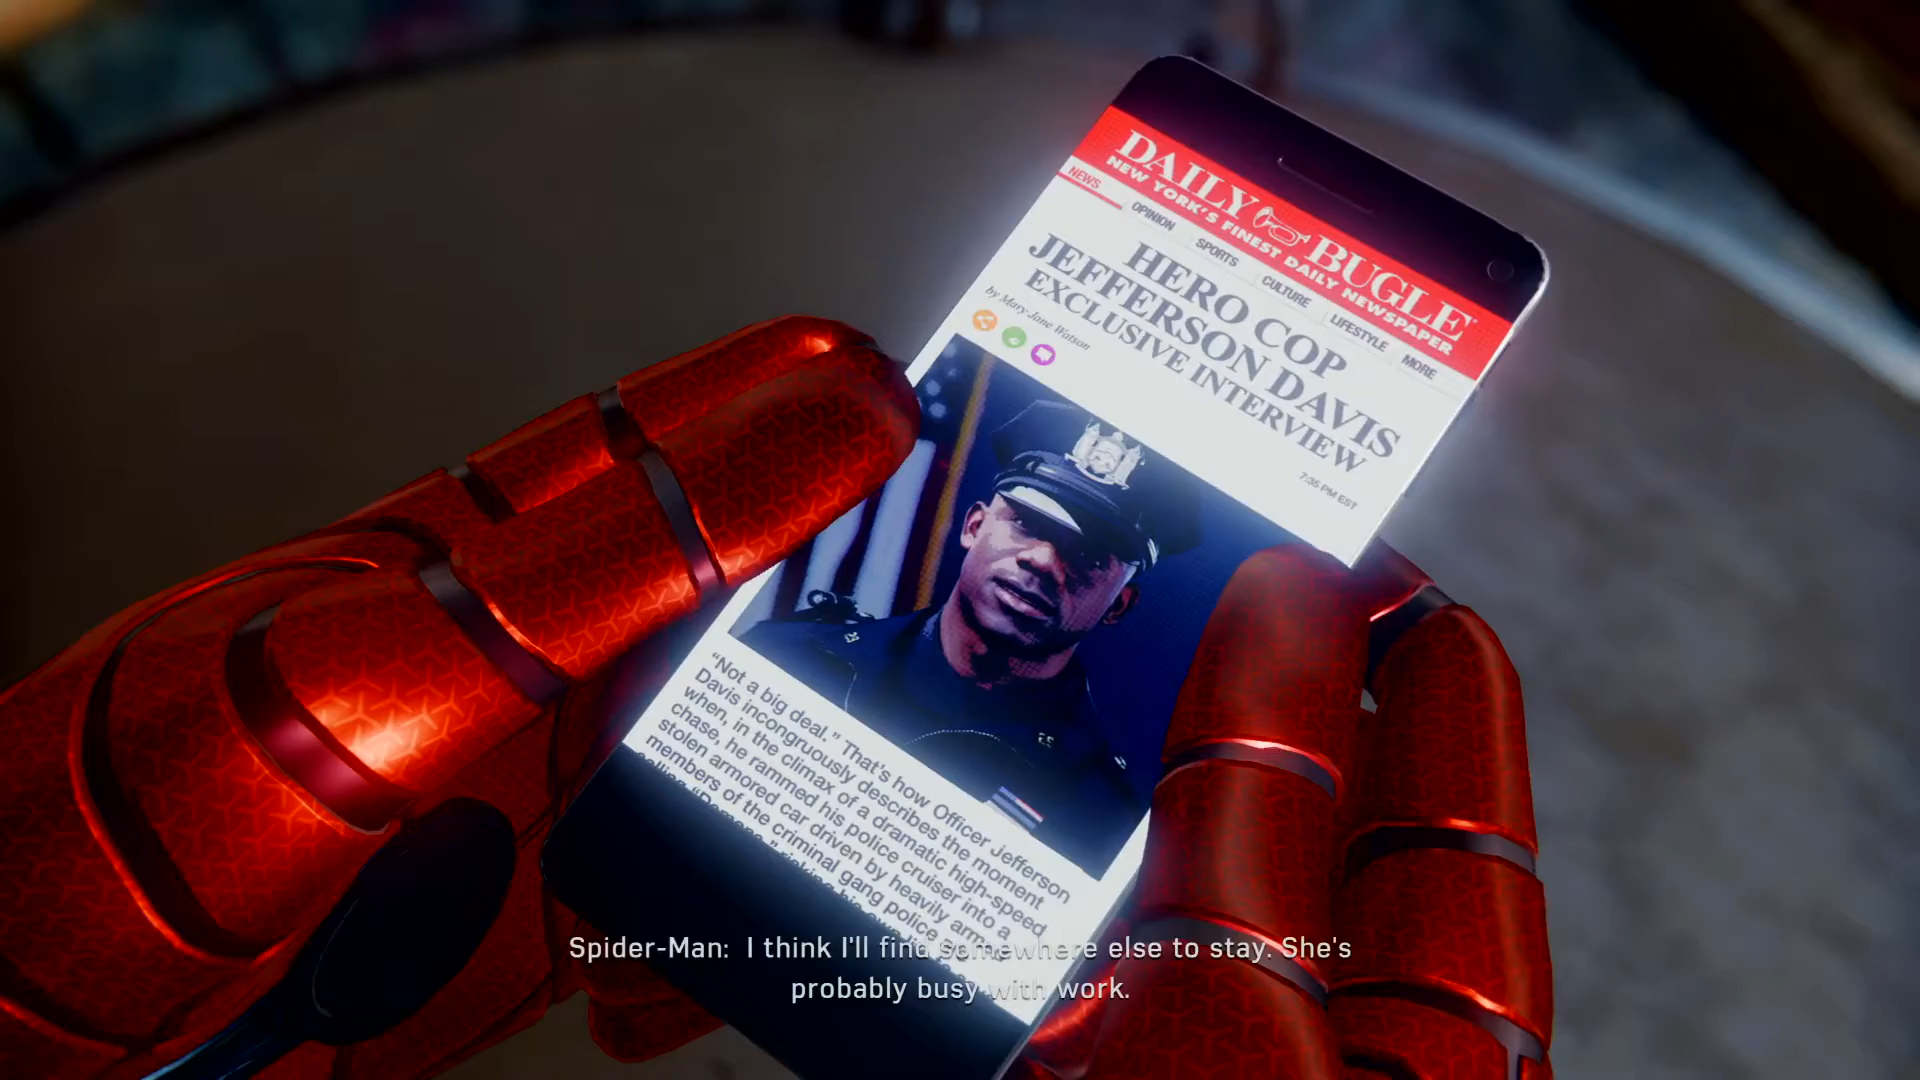 DAILY BUGLE
NEW YORK'S FINEST DAILY NEWSPAPER
NEWS OPINION SPORTS CULTURE LIFESTYLE MORE
HERO COP
JEFFERSON DAVIS
EXCLUSIVE INTERVIEW
by Mary Jane Watson
7:35 PM EST
“Not a big deal.” That's how Officer Jefferson
Davis incongruously describes the moment
when, in the climax of a dramatic high-speed
chase, he rammed his police cruiser into a
stolen armored car driven by heavily armed
members of the criminal gang police
Spider-Man: I think I'll find somewhere else to stay. She's
probably busy with work.